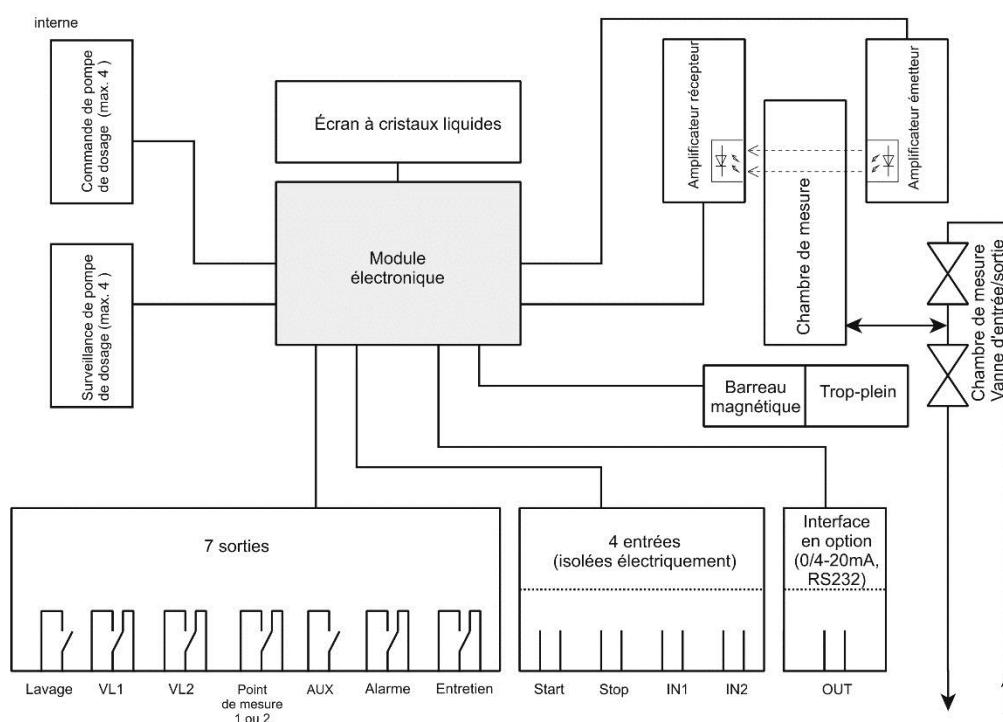 interne
Commande de pompe
de dosage (max. 4 )
Surveillance de pompe
de dosage (max. 4 )
Écran à cristaux liquides
Module
électronique
Amplificateur récepteur
Chambre de mesure
Amplificateur émetteur
Chambre de mesure
Vanne d'entrée/sortie
Barreau
magnétique
Trop-plein
7 sorties
Lavage
VL1
VL2
Point
de mesure
1 ou 2
AUX
Alarme
Entretien
4 entrées
(isolées électriquement)
Start
Stop
IN1
IN2
Interface
en option
(0/4-20mA,
RS232)
OUT